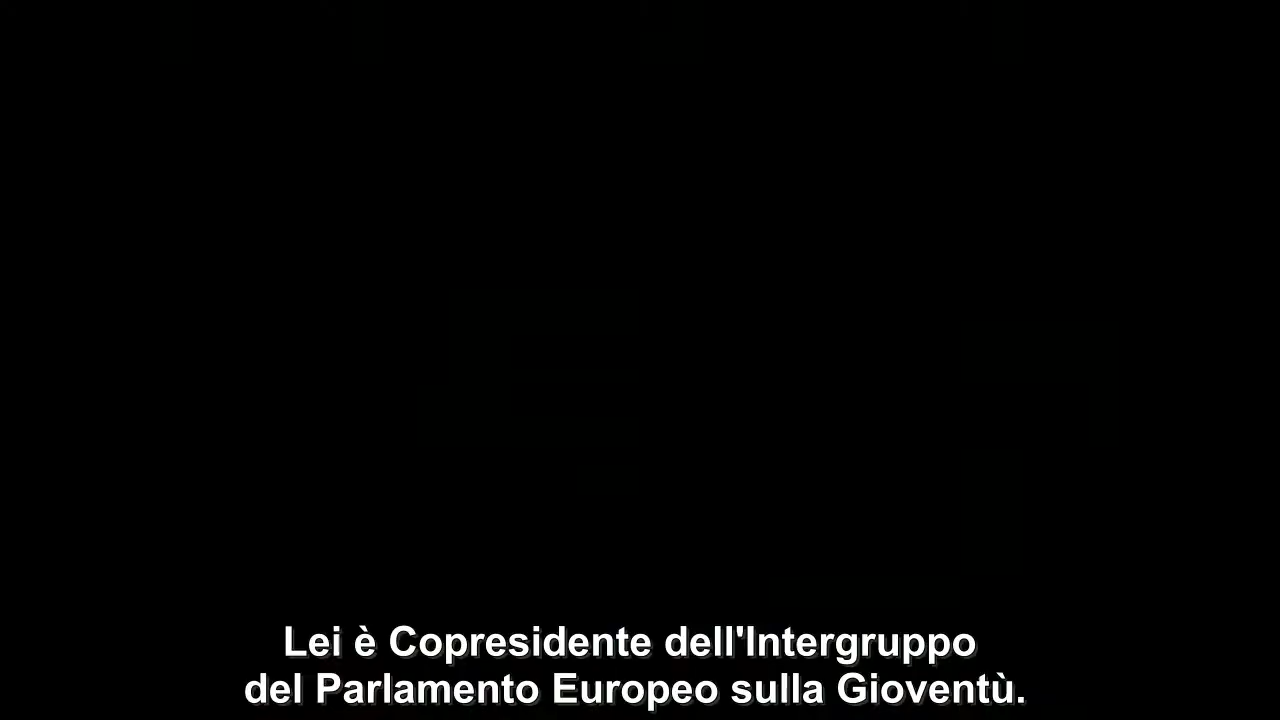 Lei è Copresidente dell'Intergruppo
del Parlamento Europeo sulla Gioventù.